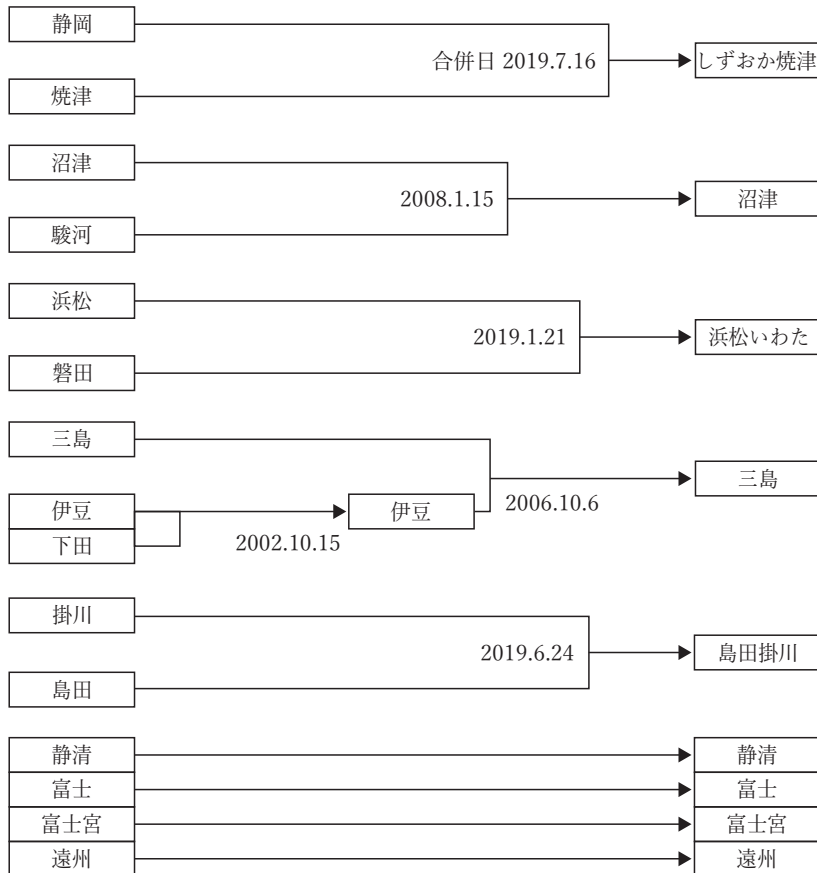 静岡
合併日 2019.7.16
しずおか焼津
焼津
沼津
2008.1.15
沼津
駿河
浜松
2019.1.21
浜松いわた
磐田
三島
2006.10.6
三島
伊豆
伊豆
下田
2002.10.15
掛川
2019.6.24
島田掛川
島田
静清
静清
富士
富士
富士宮
富士宮
遠州
遠州